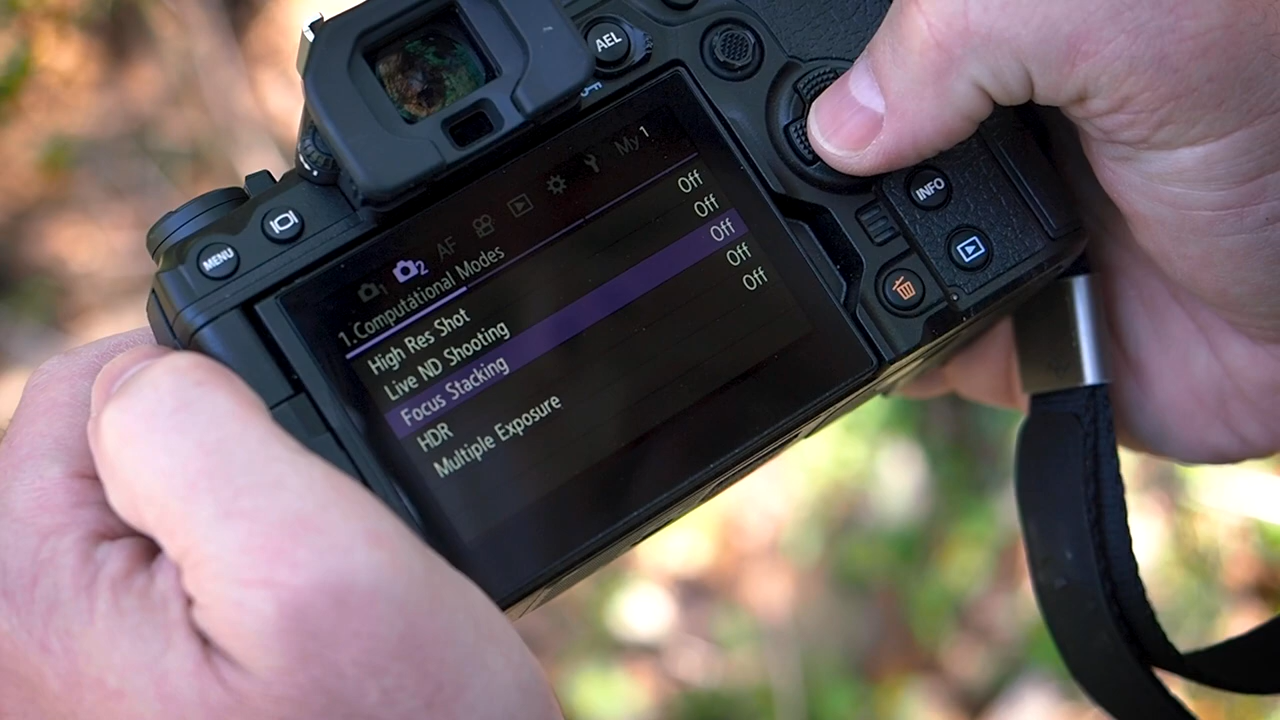 AEL
MENU
INFO
AF
My 1
1.Computational Modes
High Res Shot Off
Live ND Shooting Off
Focus Stacking Off
HDR Off
Multiple Exposure Off